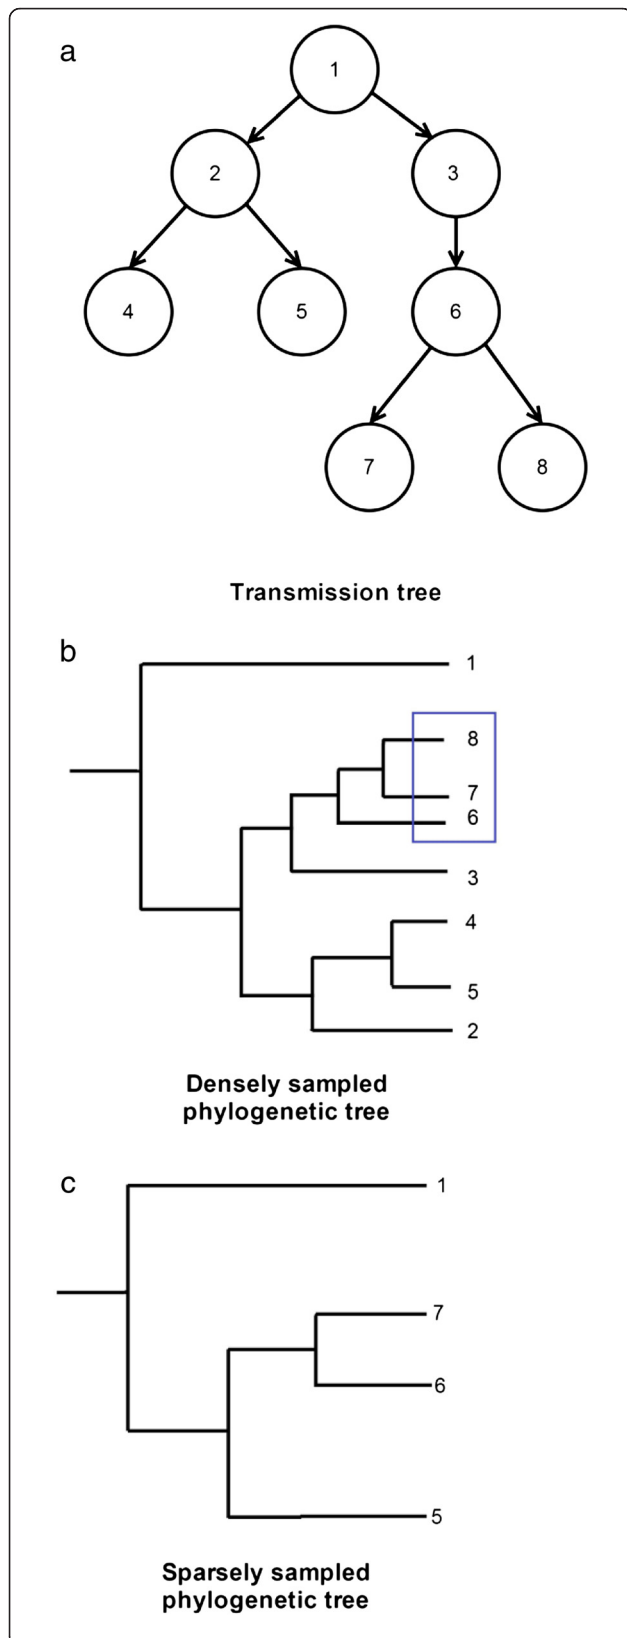 a
1
2
3
4
5
6
7
8
Transmission tree
b
1
8
7
6
3
4
5
2
Densely sampled
phylogenetic tree
c
1
7
6
5
Sparsely sampled
phylogenetic tree